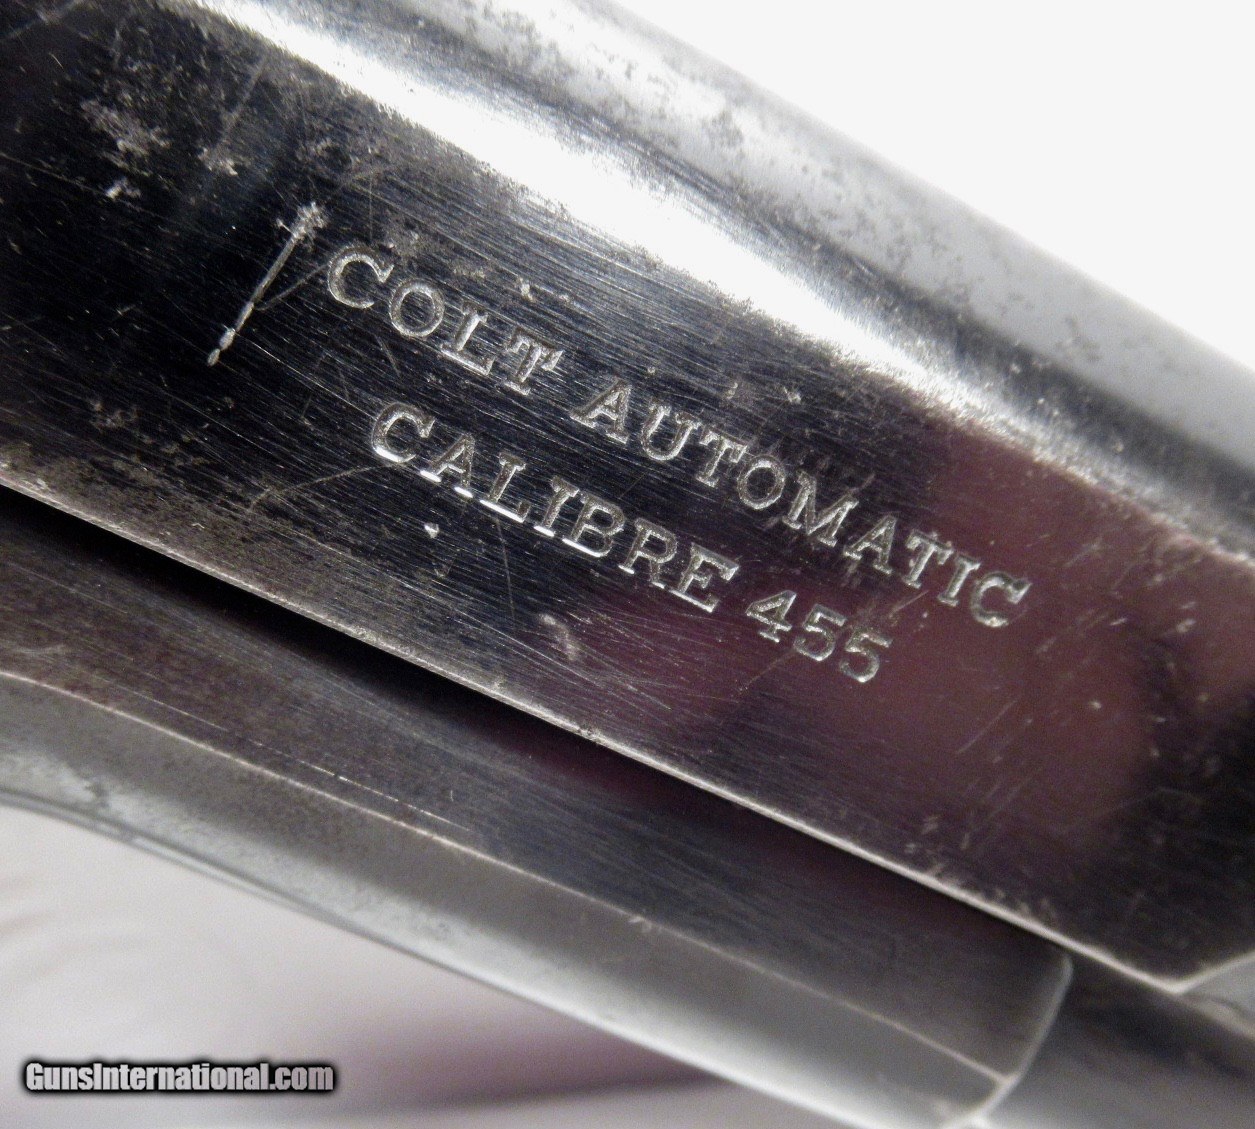 COLT AUTOMATIC
CALIBRE 455
GunsInternational.com